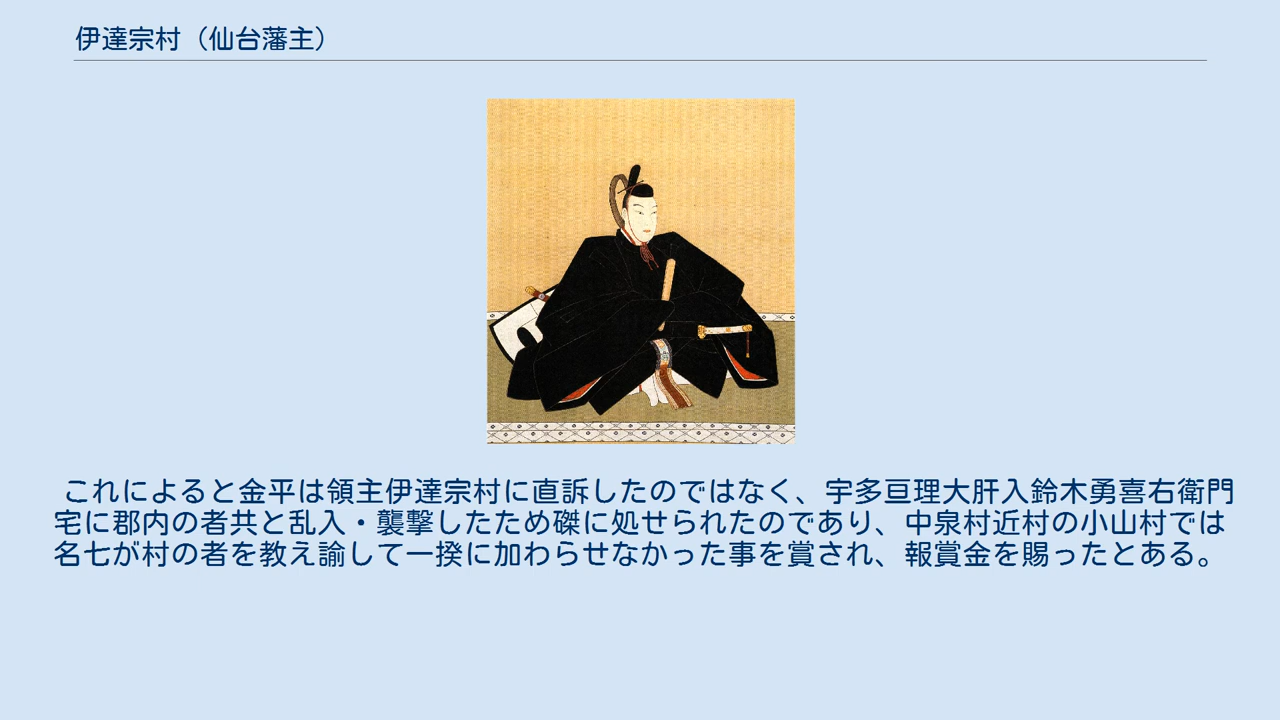 伊達宗村（仙台藩主）
これによると金平は領主伊達宗村に直訴したのではなく、宇多亘理大肝入鈴木勇喜右衛門
宅に郡内の者共と乱入・襲撃したため磔に処せられたのであり、中泉村近村の小山村では
名七が村の者を教え諭して一揆に加わらせなかった事を賞され、報賞金を賜ったとある。